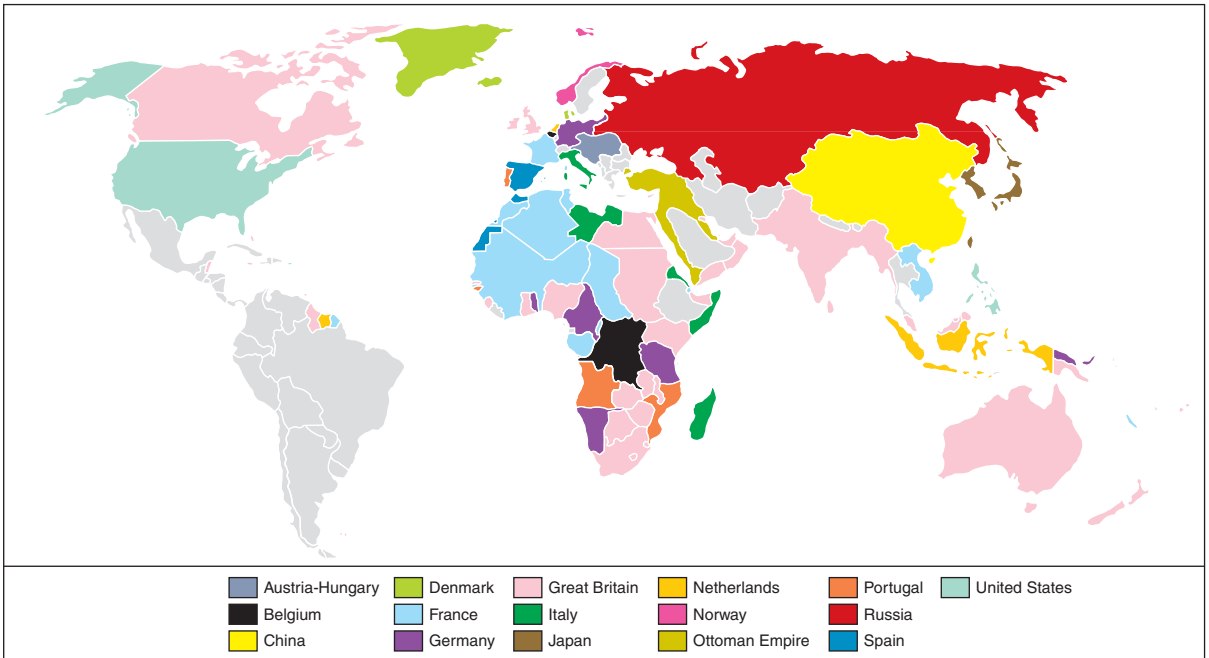 Austria-Hungary Denmark Great Britain Netherlands Portugal United States
Belgium France Italy Norway Russia
China Germany Japan Ottoman Empire Spain